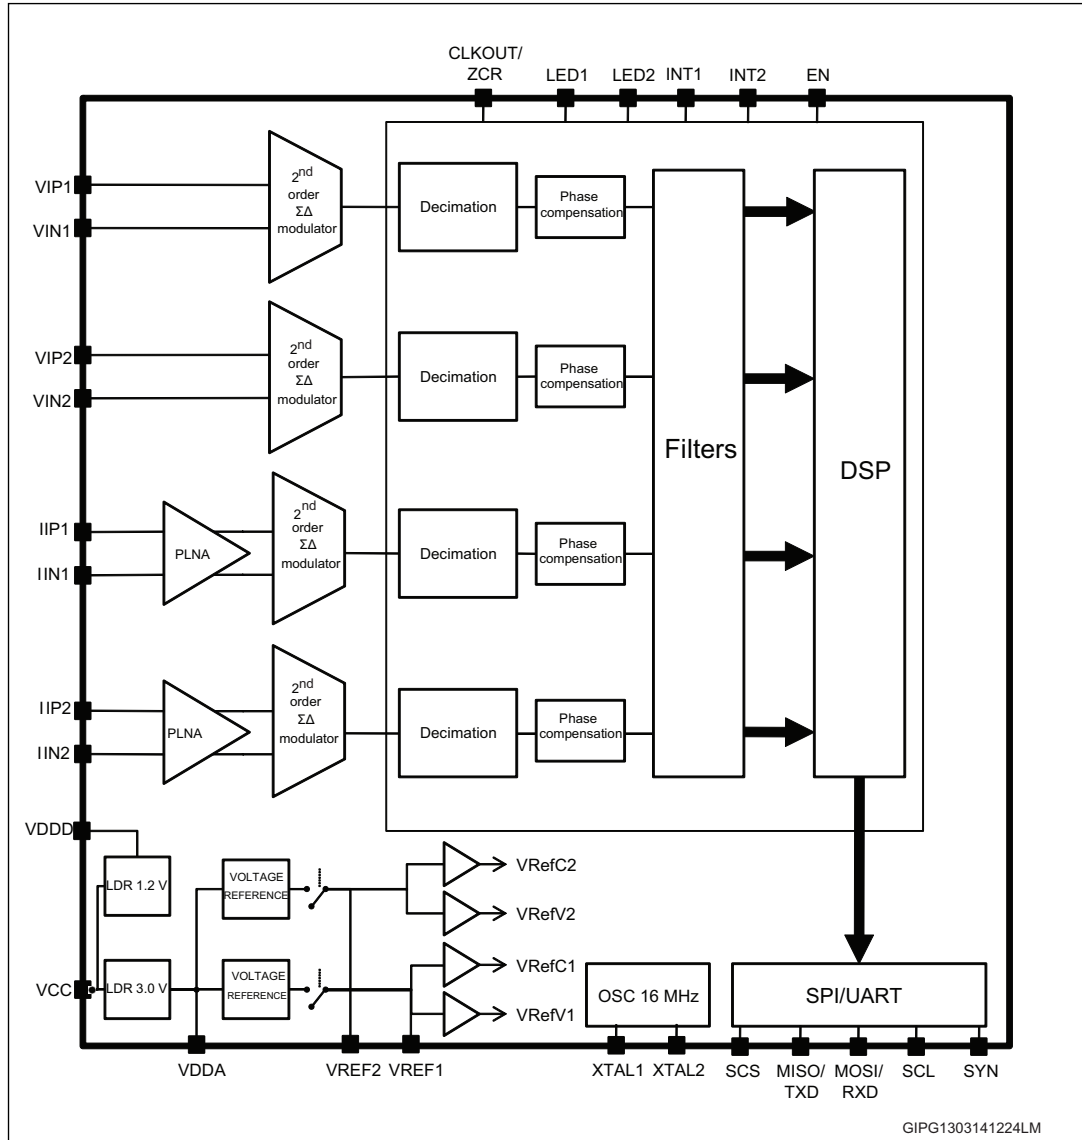 CLKOUT/
ZCR
LED1
LED2
INT1
INT2
EN
VIP1
VIN1
2nd
order
ΣΔ
modulator
Decimation
Phase
compensation
VIP2
VIN2
2nd
order
ΣΔ
modulator
Decimation
Phase
compensation
Filters
DSP
IIP1
IIN1
PLNA
2nd
order
ΣΔ
modulator
Decimation
Phase
compensation
IIP2
IIN2
PLNA
2nd
order
ΣΔ
modulator
Decimation
Phase
compensation
VDDD
LDR 1.2 V
VOLTAGE
REFERENCE
VRefC2
VRefV2
VCC
LDR 3.0 V
VOLTAGE
REFERENCE
VRefC1
VRefV1
OSC 16 MHz
SPI/UART
VDDA
VREF2
VREF1
XTAL1
XTAL2
SCS
MISO/
TXD
MOSI/
RXD
SCL
SYN
GIPG1303141224LM